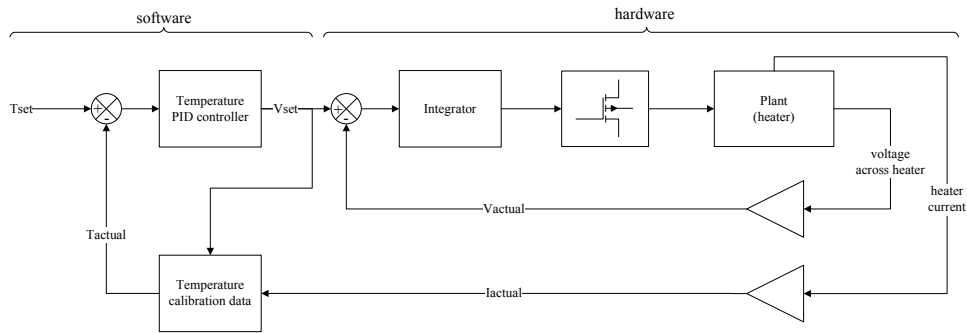 software
hardware
Tset
+
-
Temperature
PID controller
Vset
+
-
Integrator
Plant
(heater)
voltage
across heater
heater
current
Vactual
Tactual
Temperature
calibration data
Iactual